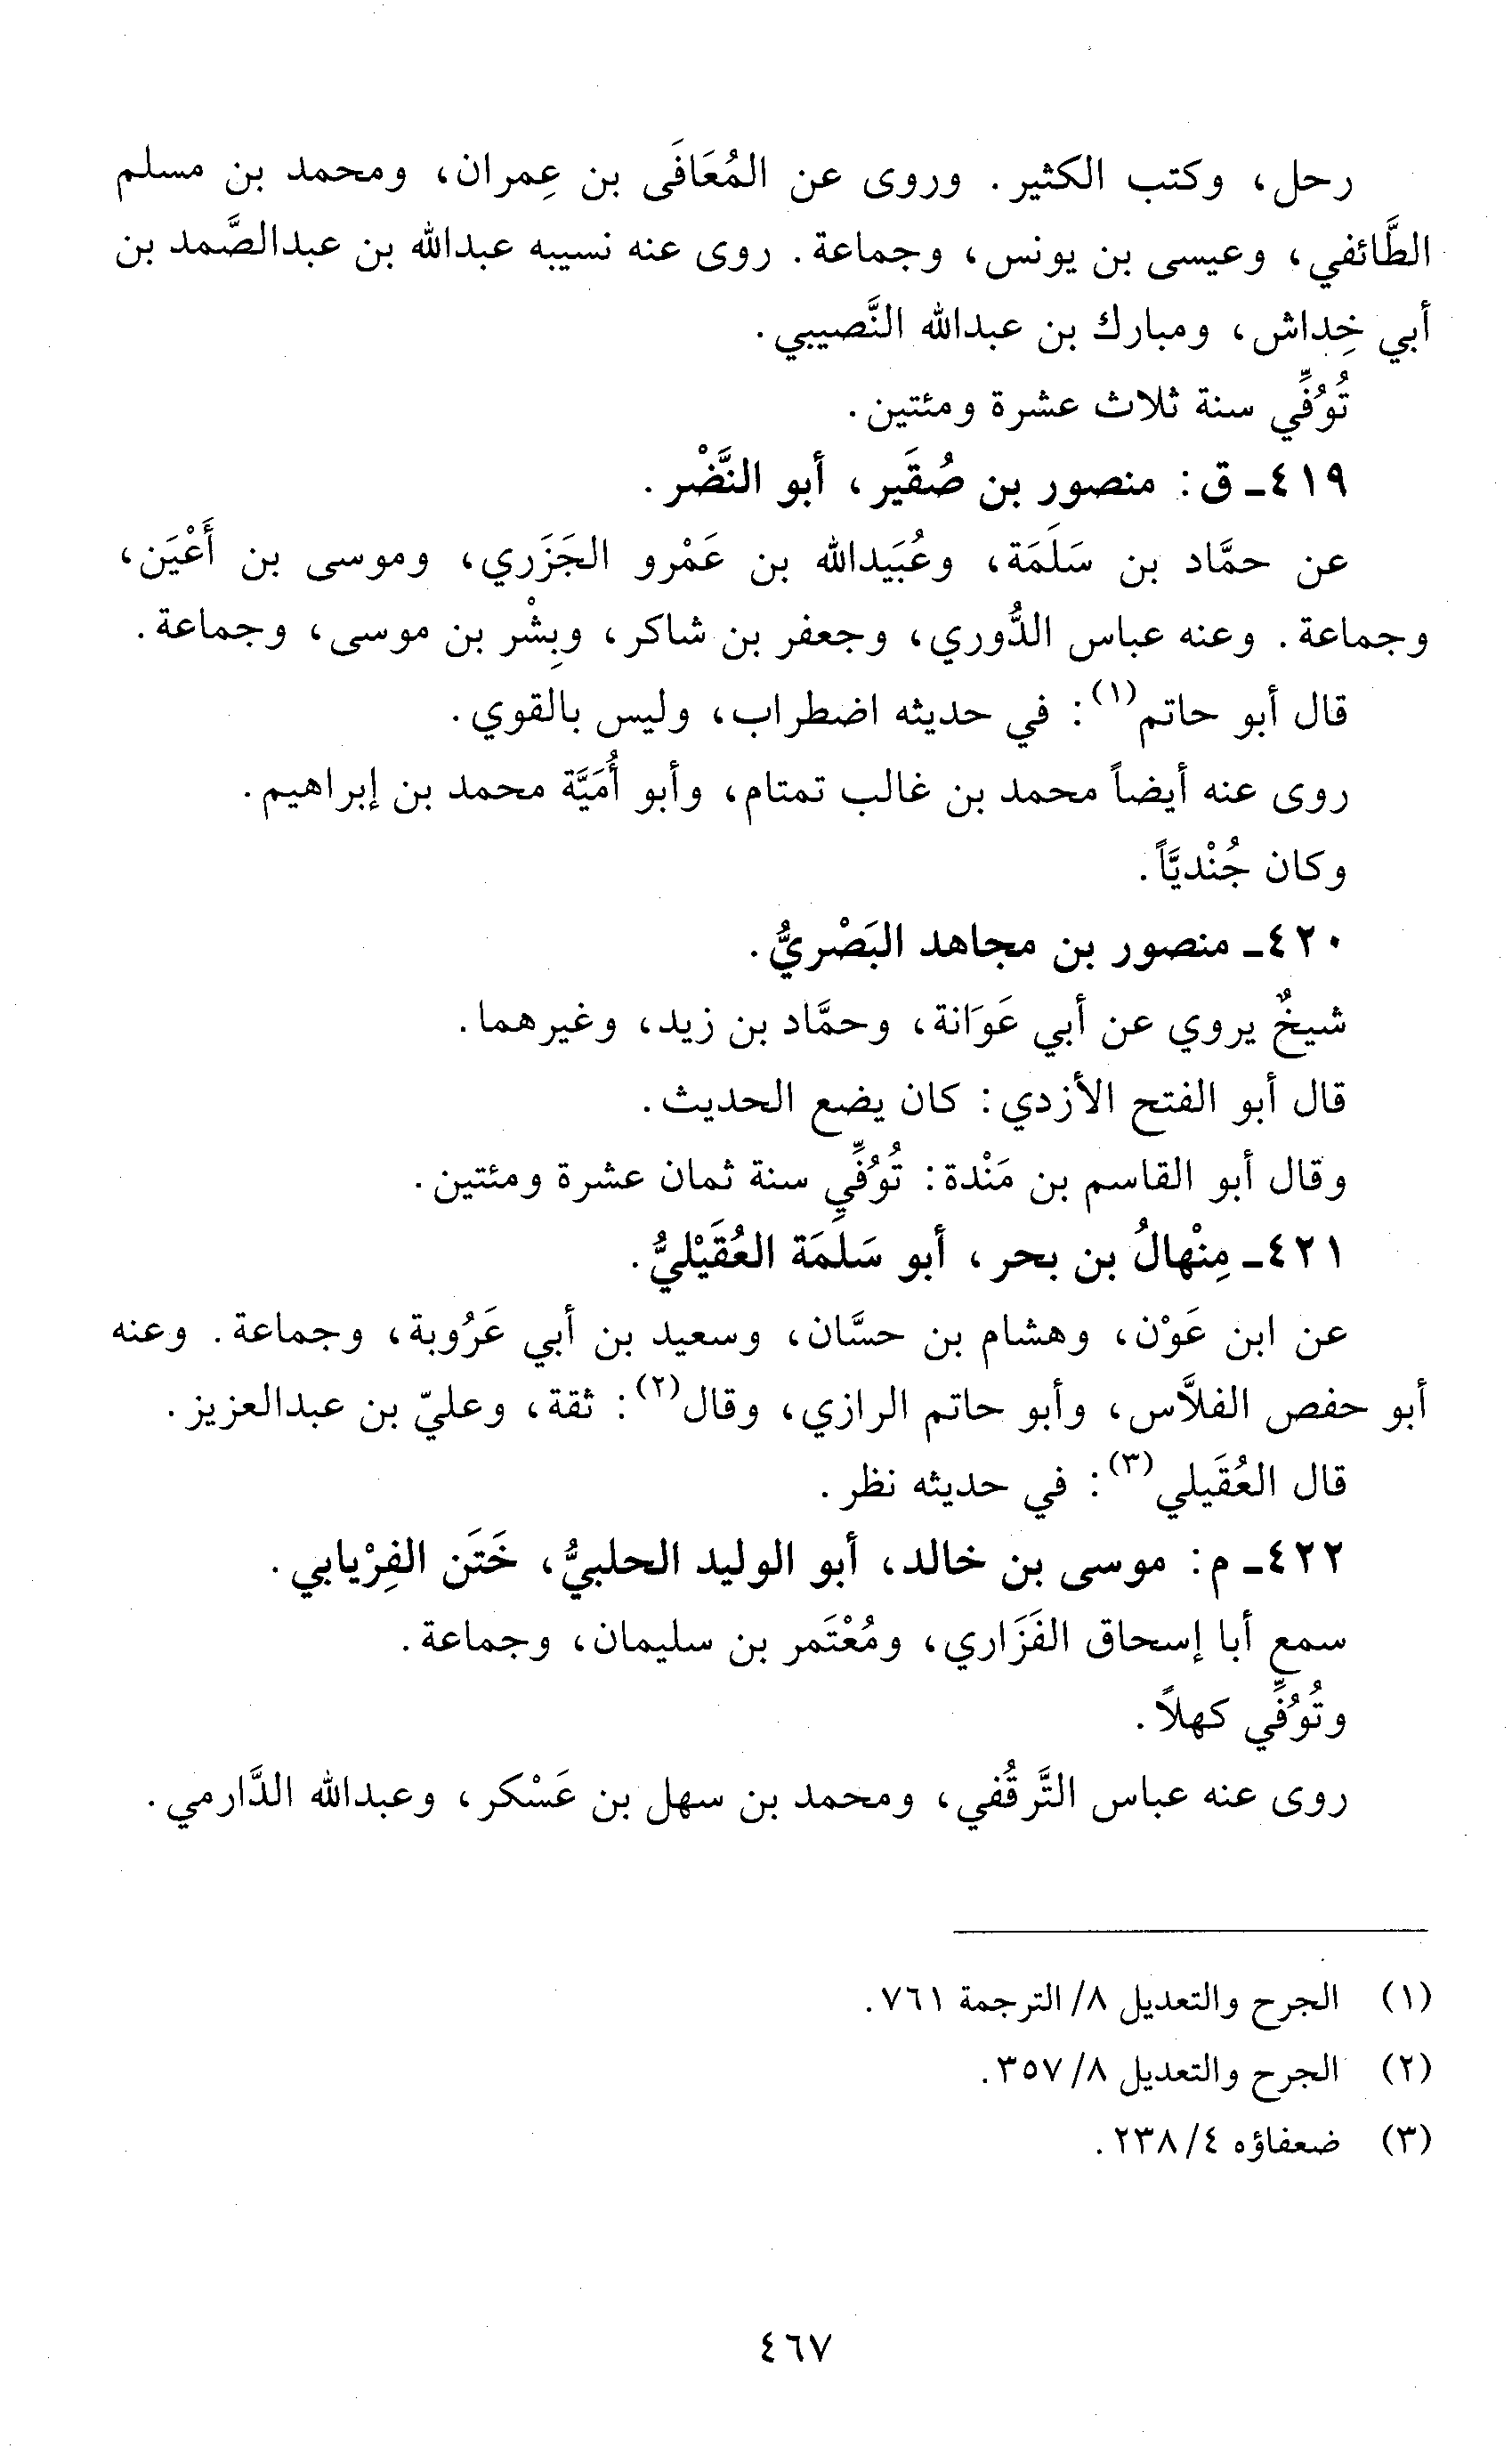 رحل، وكتب الكثير. وروى عن المُعَافَى بن عِمران، ومحمد بن مسلم
الطَّائفي، وعيسى بن يونس، وجماعة. روى عنه نسيبه عبدالله بن عبدالصَّمد بن
أبي خِداش، ومبارك بن عبدالله النَّصيبي.
تُوُفِّي سنة ثلاث عشرة ومئتين.
٤١٩ـ ق: منصور بن صُقَير، أبو النَّضْر.
عن حمَّاد بن سَلَمَة، وعُبَيدالله بن عَمْرو الجَزَري، وموسى بن أَعْيَن،
وجماعة. وعنه عباس الدُّوري، وجعفر بن شاكر، وبِشْر بن موسى، وجماعة.
قال أبو حاتم(١): في حديثه اضطراب، وليس بالقوي.
روى عنه أيضاً محمد بن غالب تمتام، وأبو أُمَيَّة محمد بن إبراهيم.
وكان جُنْديَّاً.
٤٢٠ـ منصور بن مجاهد البَصْريُّ.
شيخٌ يروي عن أبي عَوَانة، وحمَّاد بن زيد، وغيرهما.
قال أبو الفتح الأزدي: كان يضع الحديث.
وقال أبو القاسم بن مَنْدة: تُوُفِّي سنة ثمان عشرة ومئتين.
٤٢١ـ مِنْهالُ بن بحر، أبو سَلَمَة العُقَيْليُّ.
عن ابن عَوْن، وهشام بن حسَّان، وسعيد بن أبي عَرُوبة، وجماعة. وعنه
أبو حفص الفلاَّس، وأبو حاتم الرازي، وقال(٢): ثقة، وعليّ بن عبدالعزيز.
قال العُقَيلي(٣): في حديثه نظر.
٤٢٢ـ م: موسى بن خالد، أبو الوليد الحلبيُّ، خَتَن الفِرْيابي.
سمع أبا إسحاق الفَزَاري، ومُعْتَمر بن سليمان، وجماعة.
وتُوُفِّي كهلاً.
روى عنه عباس التَّرقُفي، ومحمد بن سهل بن عَسْكر، وعبدالله الدَّارمي.
(١) الجرح والتعديل ٨/ الترجمة ٧٦١.
(٢) الجرح والتعديل ٨/ ٣٥٧.
(٣) ضعفاؤه ٤/ ٢٣٨.
٤٦٧